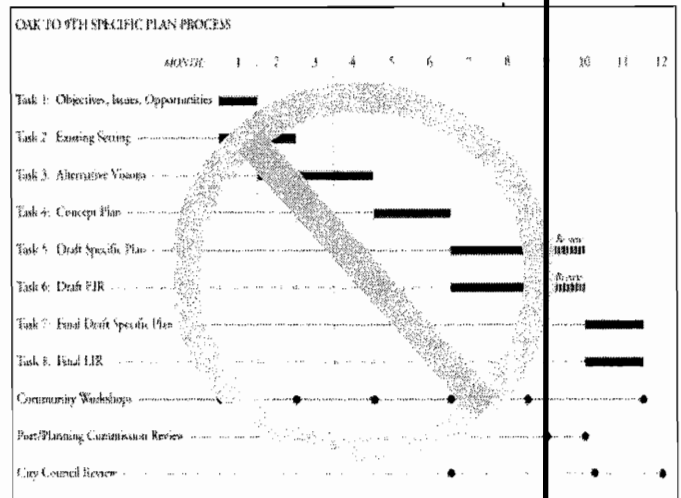 OAK TO 9TH SPECIFIC PLAN PROCESS
MONTH: 1 2 3 4 5 6 8 10 11 12
Task 1: Objectives, Issues, Opportunities
Task 2 Existing Setting
Task 3. Alternative Visions
Task 4: Concept Plan
Task 5 Draft Specific Plan Review
Task 6: Draft EIR Review
Task 7: Final Draft Specific Plan
Task 8. Final EIR
Community Workshops
Port/Planning Commission Review
City Council Review